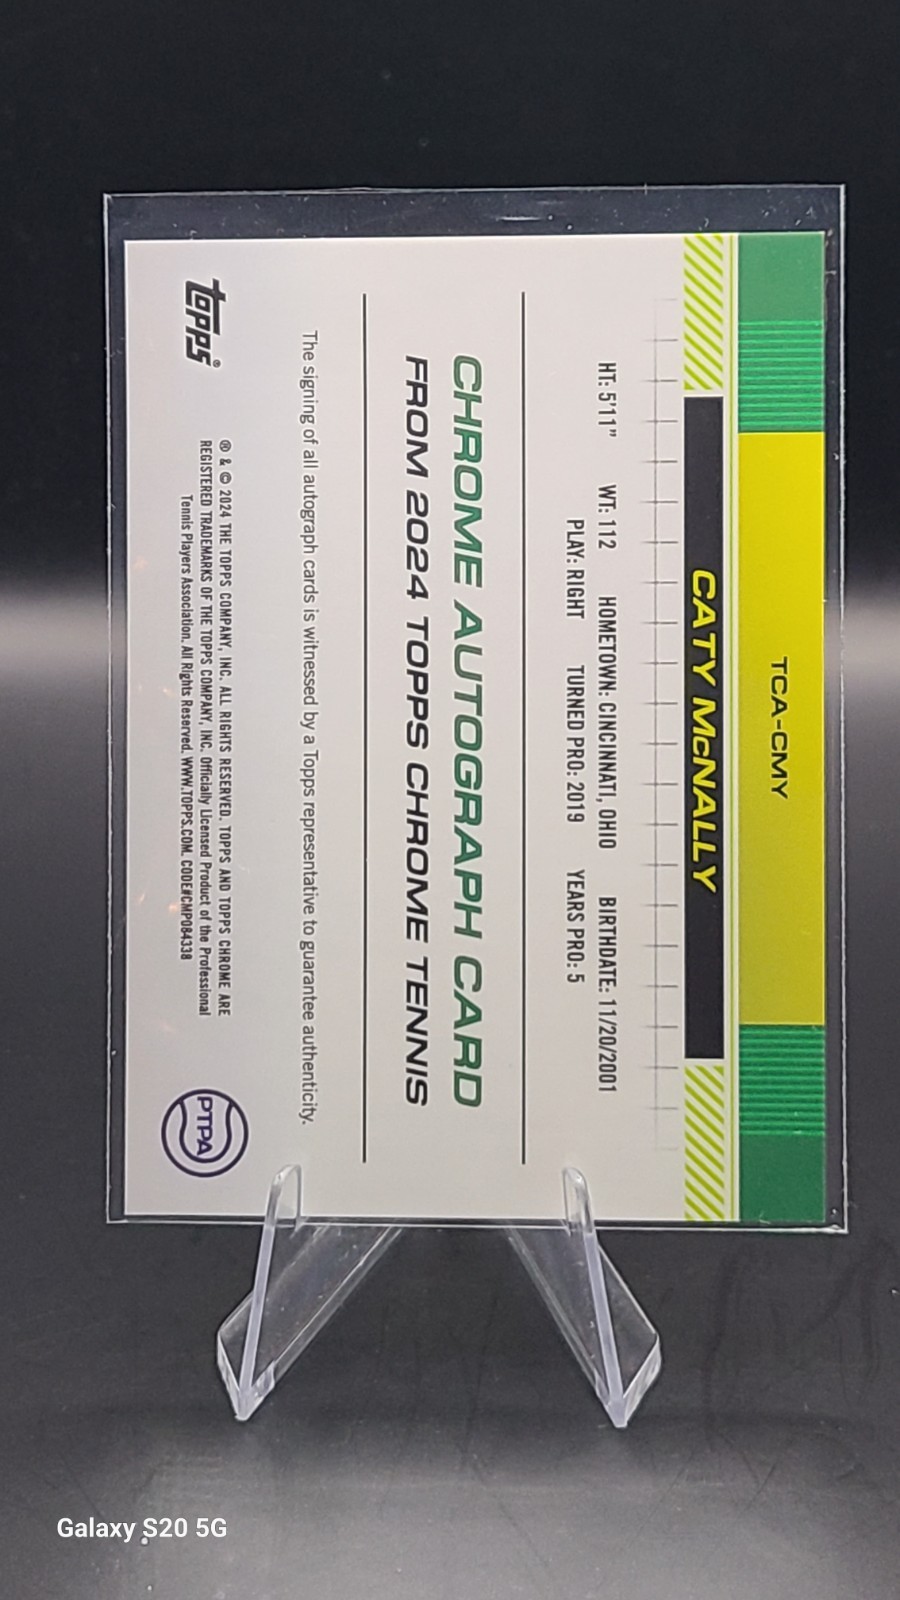 TCA-CMY
CATY McNALLY
HT: 5'11" WT: 112 HOMETOWN: CINCINNATI, OHIO BIRTHDATE: 11/20/2001
PLAY: RIGHT TURNED PRO: 2019 YEARS PRO: 5
CHROME AUTOGRAPH CARD
FROM 2024 TOPPS CHROME TENNIS
The signing of all autograph cards is witnessed by a Topps representative to guarantee authenticity.
topps®
® & © 2024 THE TOPPS COMPANY, INC. ALL RIGHTS RESERVED. TOPPS AND TOPPS CHROME ARE
REGISTERED TRADEMARKS OF THE TOPPS COMPANY, INC. Officially Licensed Product of the Professional
Tennis Players Association. All Rights Reserved. WWW.TOPPS.COM. CODE#CMP084338
PTPA
Galaxy S20 5G